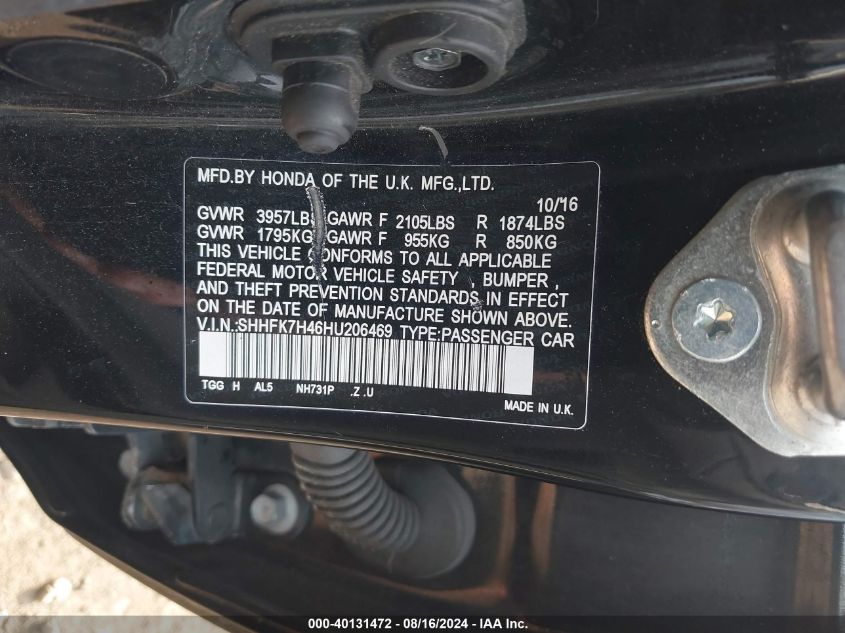 MFD.BY HONDA OF THE U.K. MFG.,LTD.
10/16
GVWR 3957LBS GAWR F 2105LBS R 1874LBS
GVWR 1795KG GAWR F 955KG R 850KG
THIS VEHICLE CONFORMS TO ALL APPLICABLE
FEDERAL MOTOR VEHICLE SAFETY , BUMPER ,
AND THEFT PREVENTION STANDARDS IN EFFECT
ON THE DATE OF MANUFACTURE SHOWN ABOVE.
V.I.N.:SHHFK7H46HU206469 TYPE:PASSENGER CAR
TGG H AL5 NH731P .Z .U
MADE IN U.K.
000-40131472 - 08/16/2024 - IAA Inc.